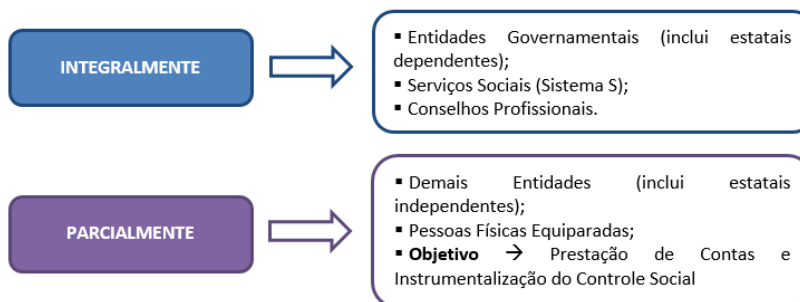 INTEGRALMENTE
▪ Entidades Governamentais (inclui estatais
dependentes);
▪ Serviços Sociais (Sistema S);
▪ Conselhos Profissionais.
PARCIALMENTE
▪ Demais Entidades (inclui estatais
independentes);
▪ Pessoas Físicas Equiparadas;
▪ Objetivo → Prestação de Contas e
Instrumentalização do Controle Social